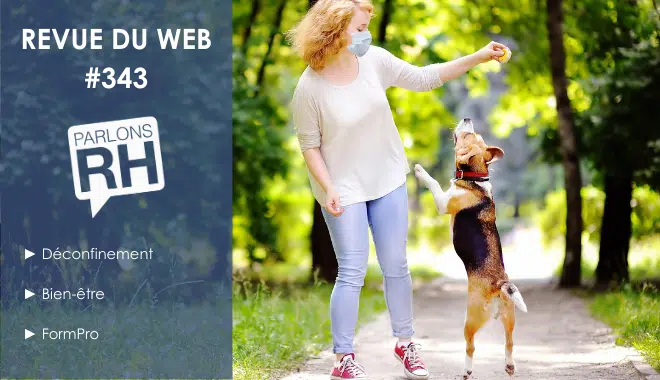 REVUE DU WEB
#343
PARLONS
RH
► Déconfinement
► Bien-être
► FormPro